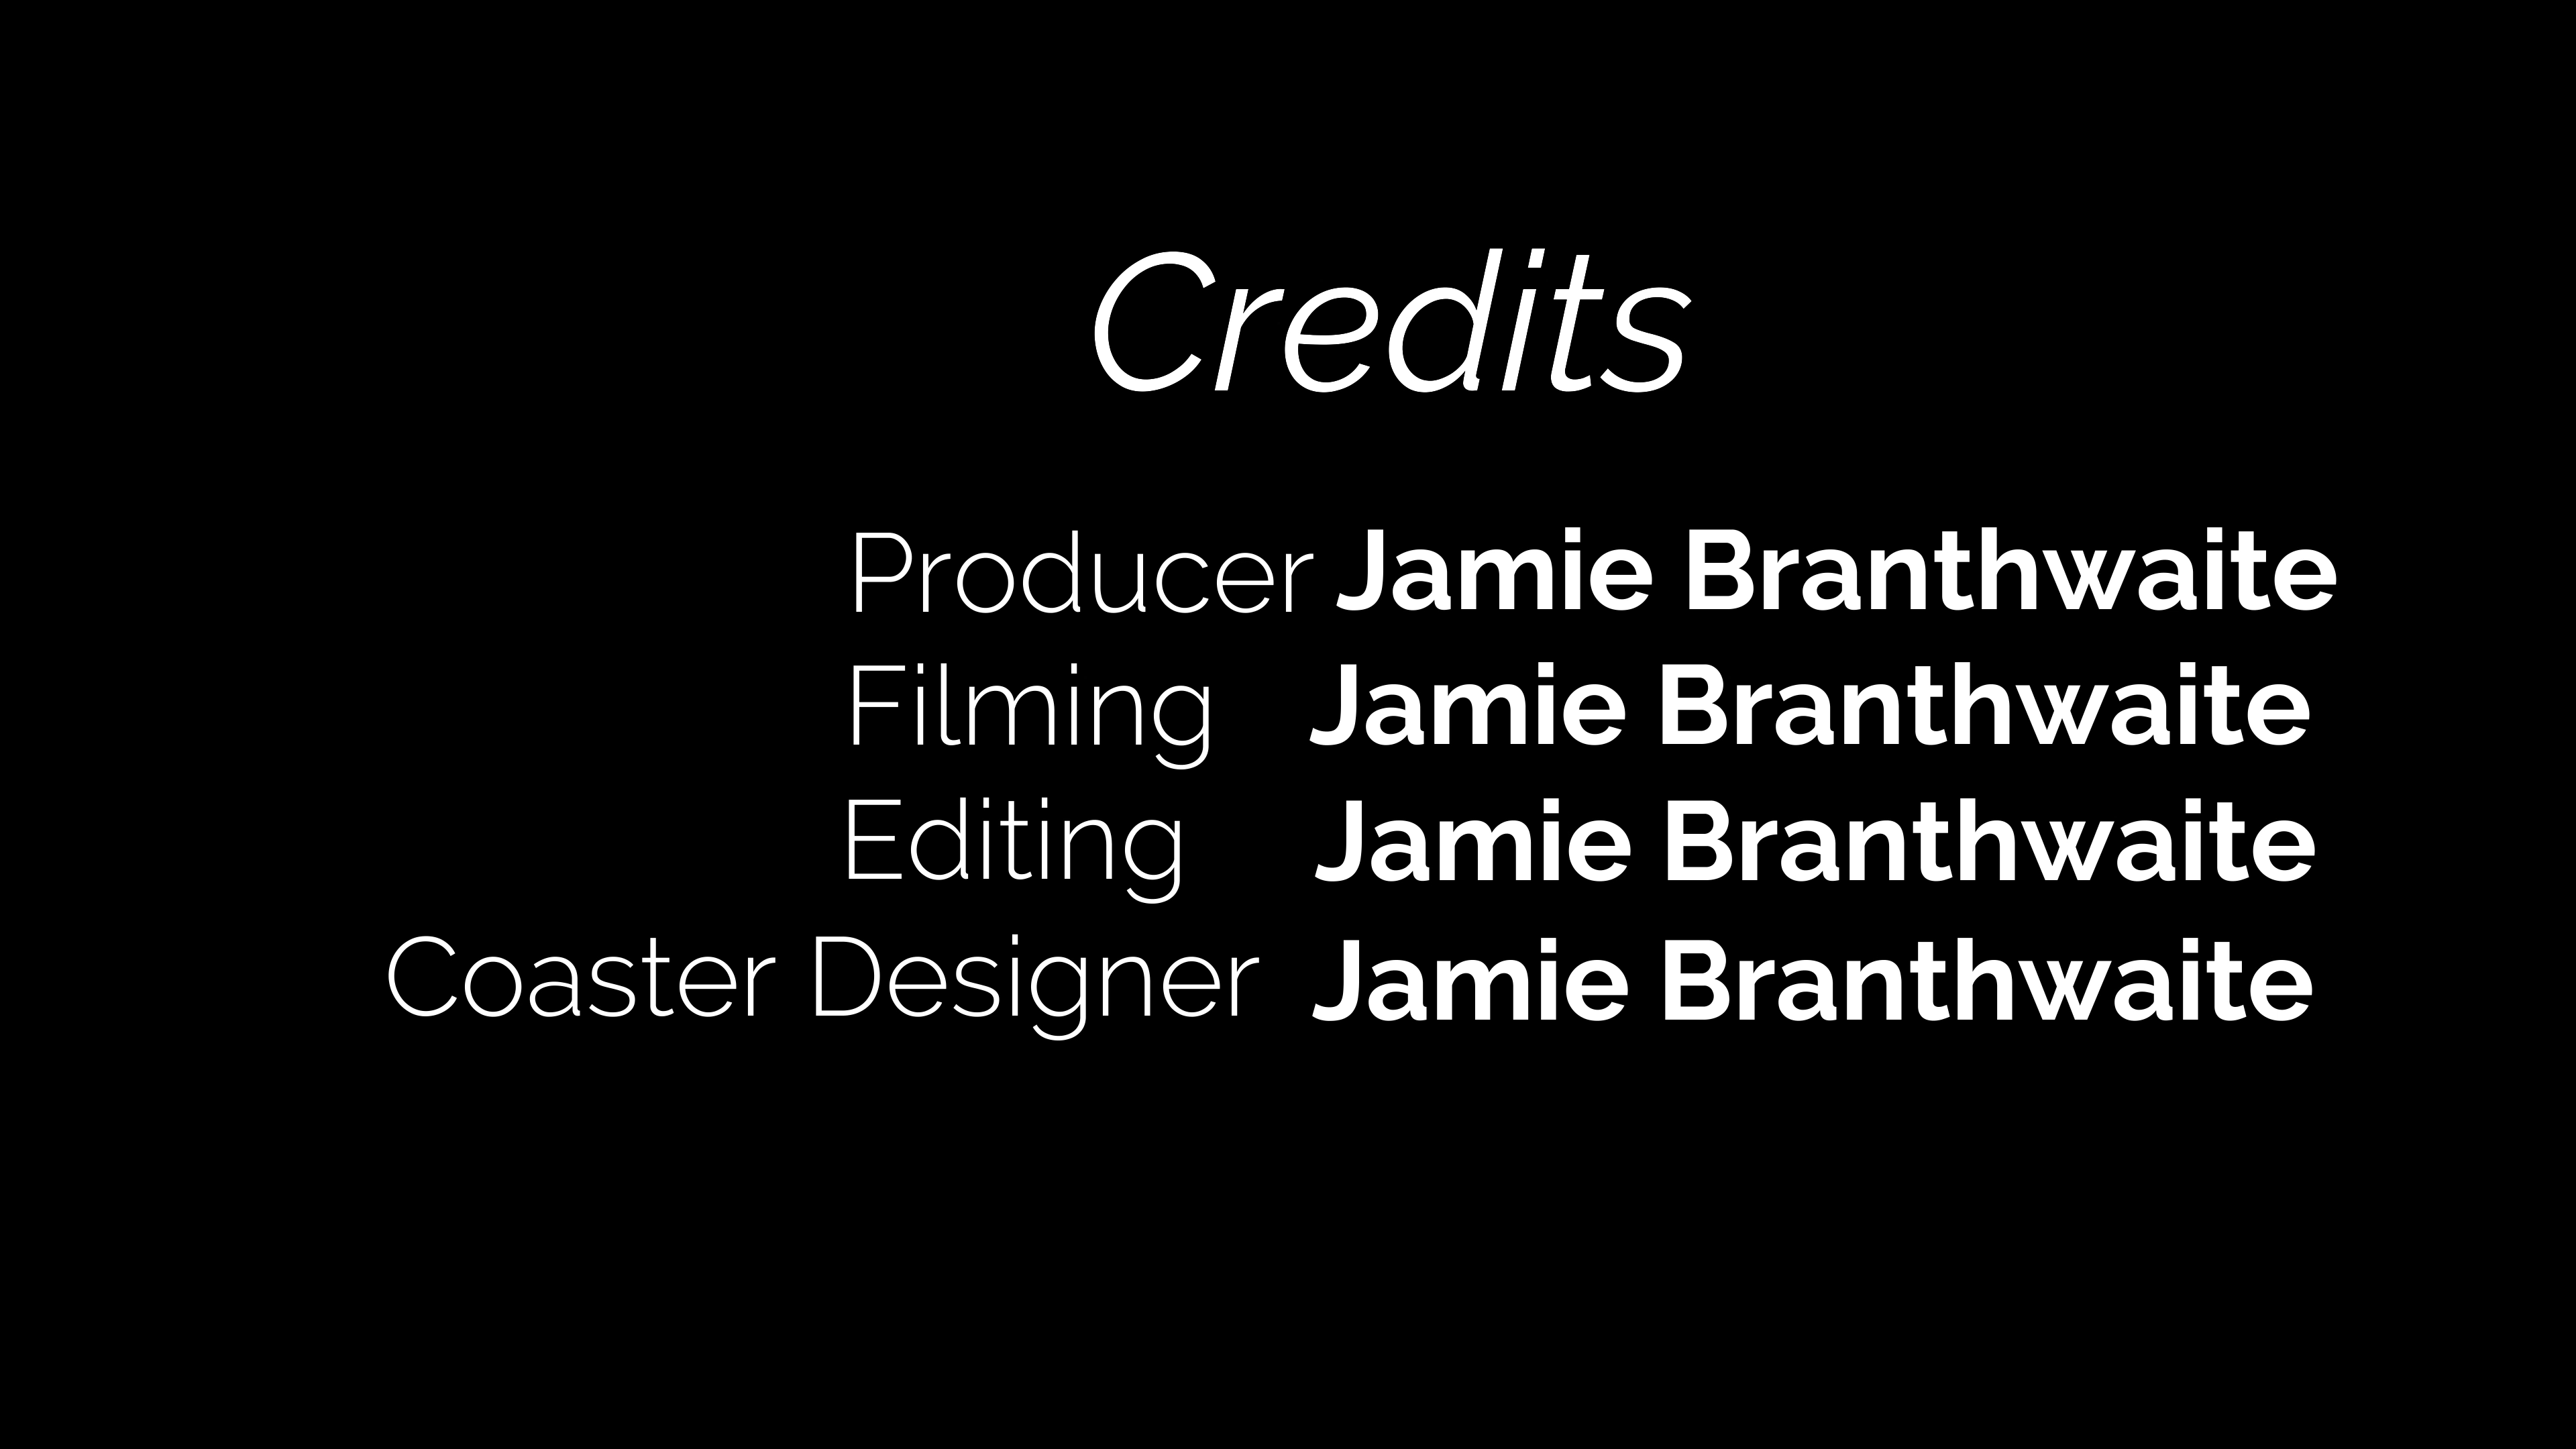 Credits
Producer Jamie Branthwaite
Filming Jamie Branthwaite
Editing Jamie Branthwaite
Coaster Designer Jamie Branthwaite